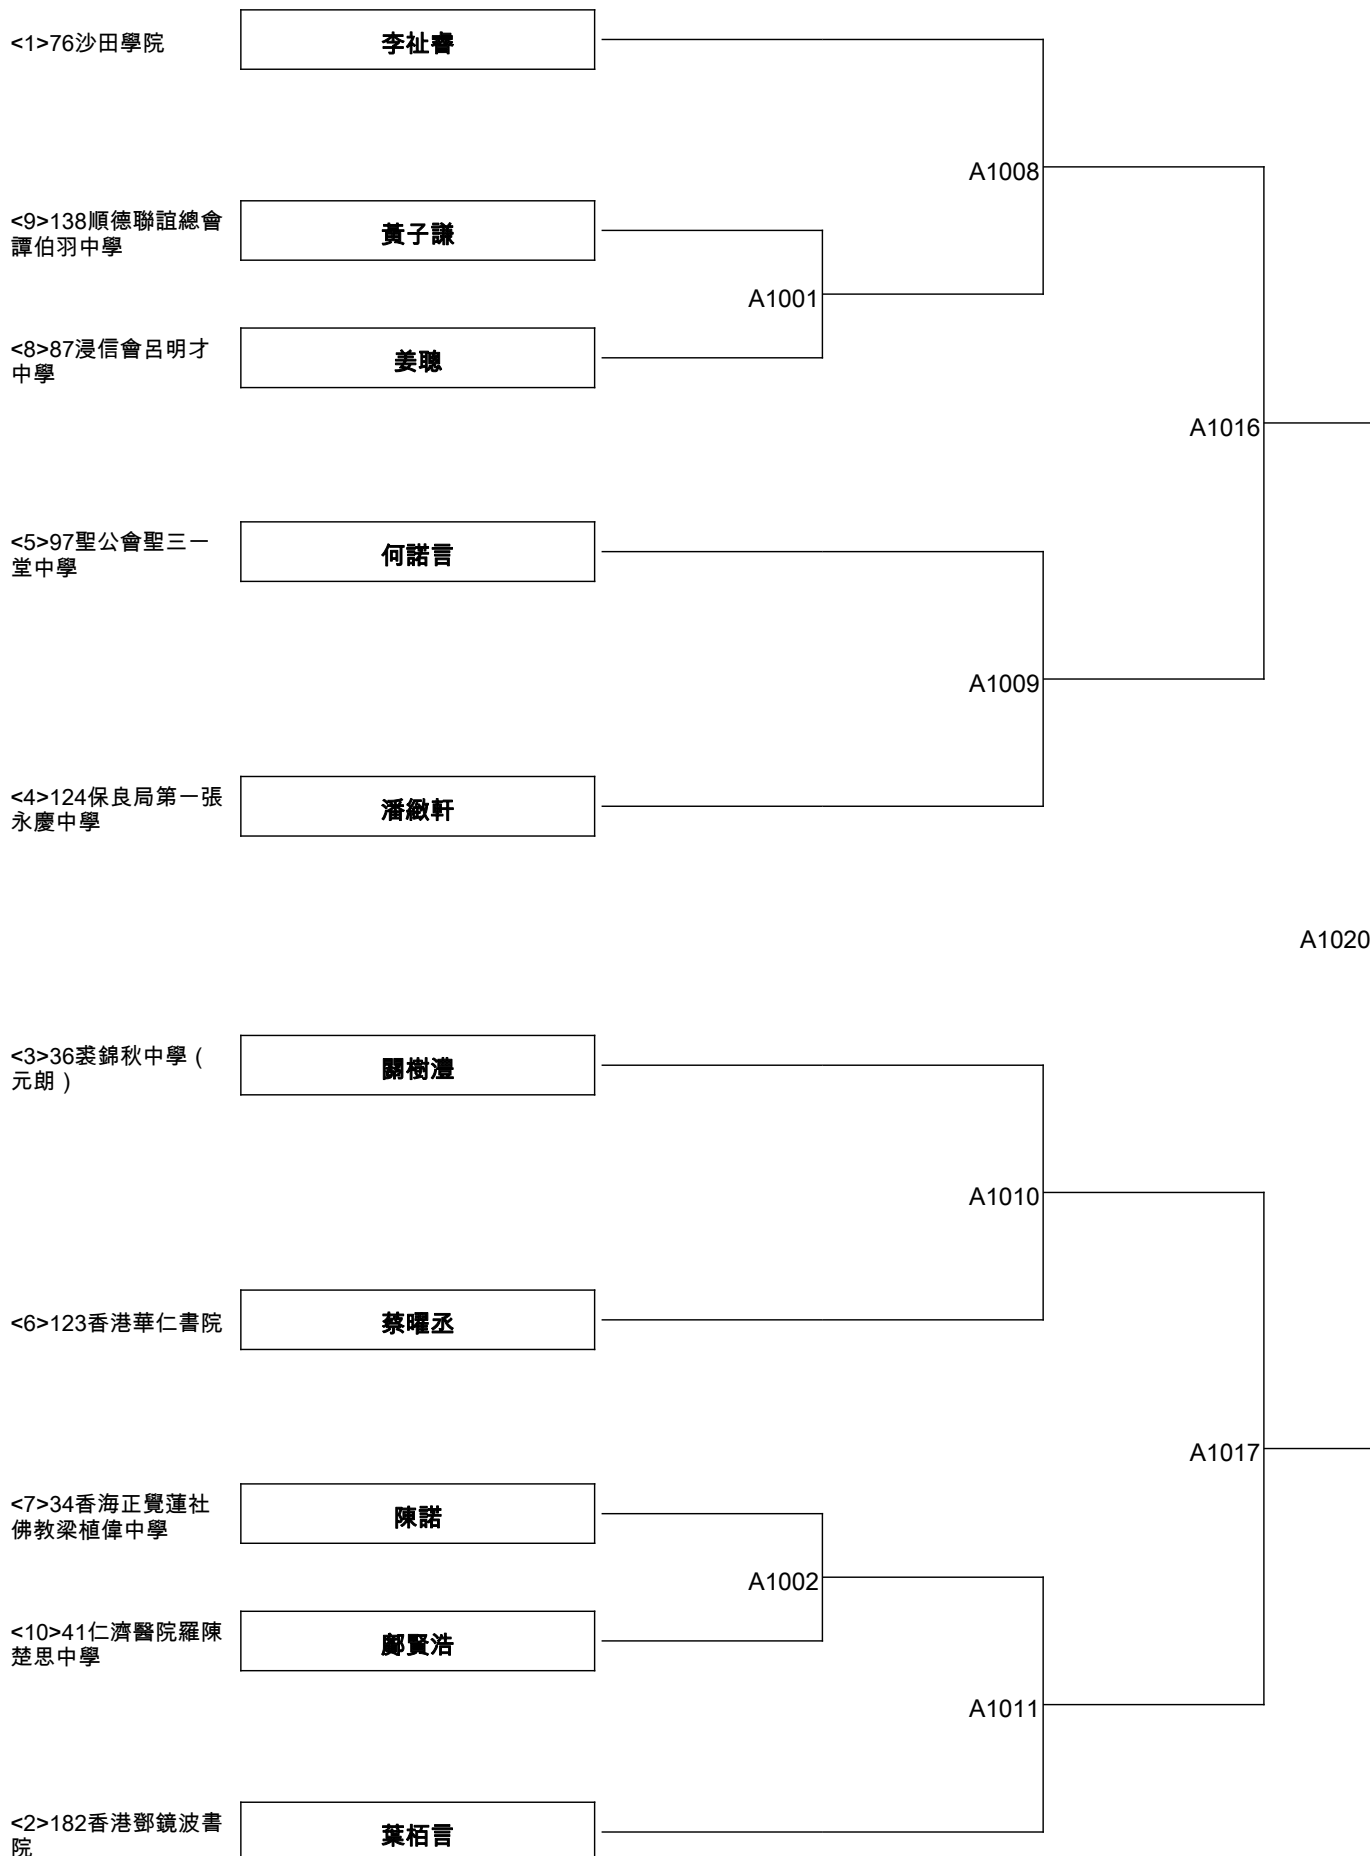 <1>76沙田學院
李祉睿
A1008
<9>138順德聯誼總會
譚伯羽中學
黃子謙
A1001
<8>87浸信會呂明才
中學
姜聰
A1016
<5>97聖公會聖三一
堂中學
何諾言
A1009
<4>124保良局第一張
永慶中學
潘緻軒
A1020
<3>36裘錦秋中學（
元朗）
關樹澧
A1010
<6>123香港華仁書院
蔡曜丞
A1017
<7>34香海正覺蓮社
佛教梁植偉中學
陳諾
A1002
<10>41仁濟醫院羅陳
楚思中學
鄺賢浩
A1011
<2>182香港鄧鏡波書
院
葉栢言